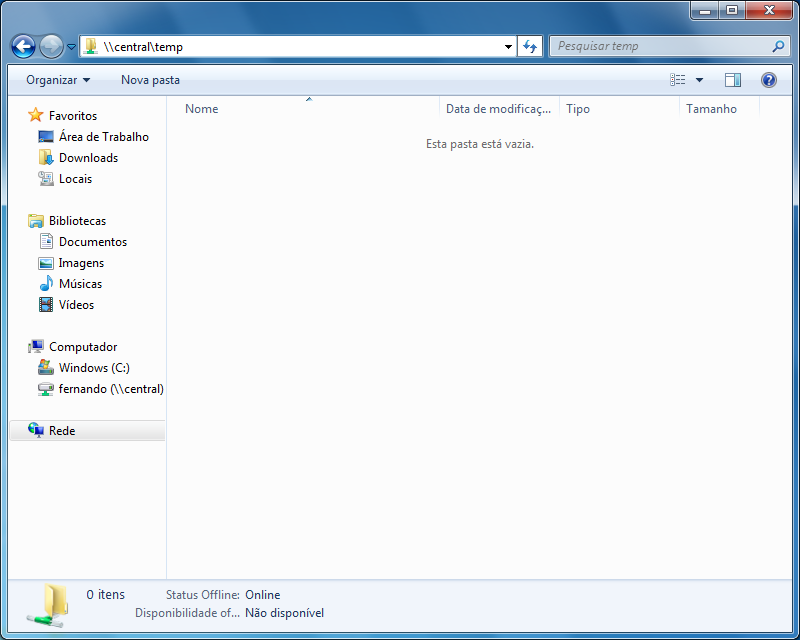 \\central\temp
Pesquisar temp
Organizar
Nova pasta
Nome
Data de modificaç...
Tipo
Tamanho
Esta pasta está vazia.
Favoritos
Área de Trabalho
Downloads
Locais
Bibliotecas
Documentos
Imagens
Músicas
Vídeos
Computador
Windows (C:)
fernando (\\central)
Rede
0 itens
Status Offline: Online
Disponibilidade of... Não disponível